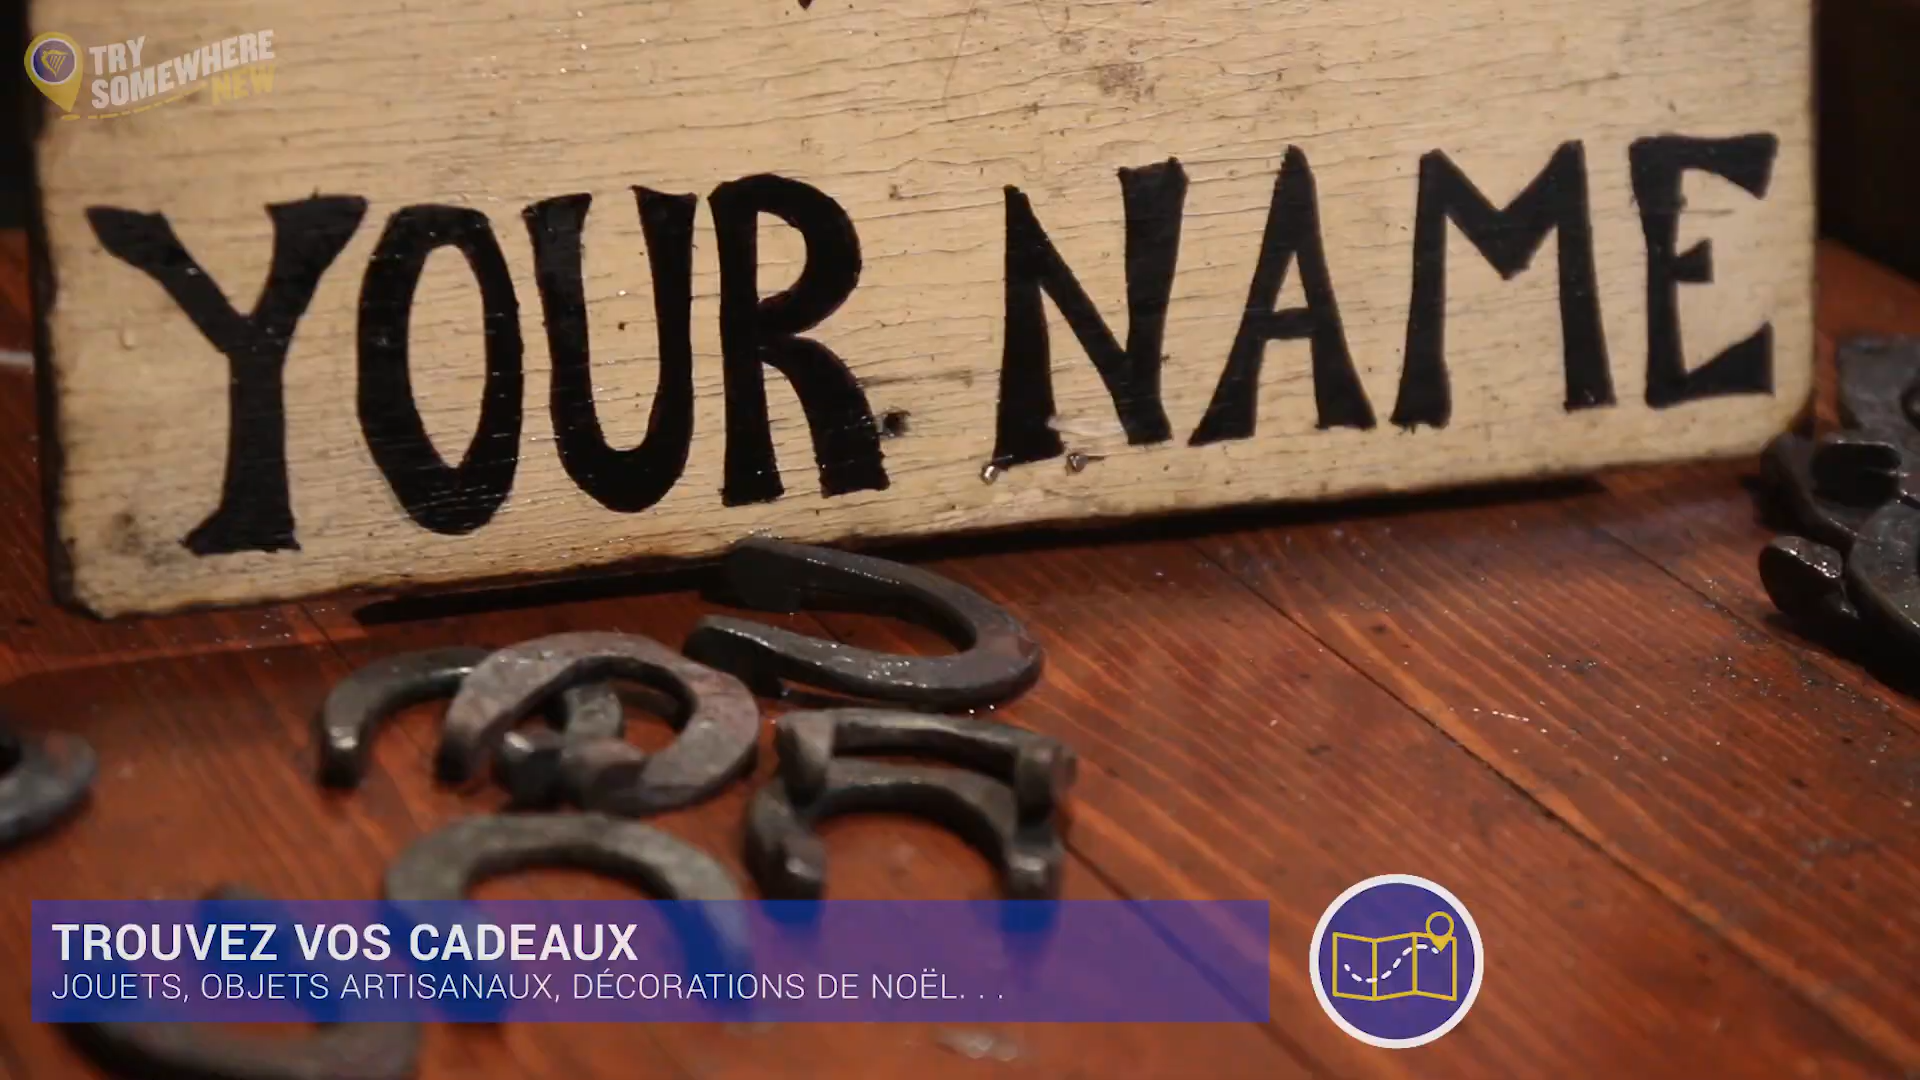 TRY
SOMEWHERE
NEW
YOUR NAME
TROUVEZ VOS CADEAUX
JOUETS, OBJETS ARTISANAUX, DÉCORATIONS DE NOËL. . .